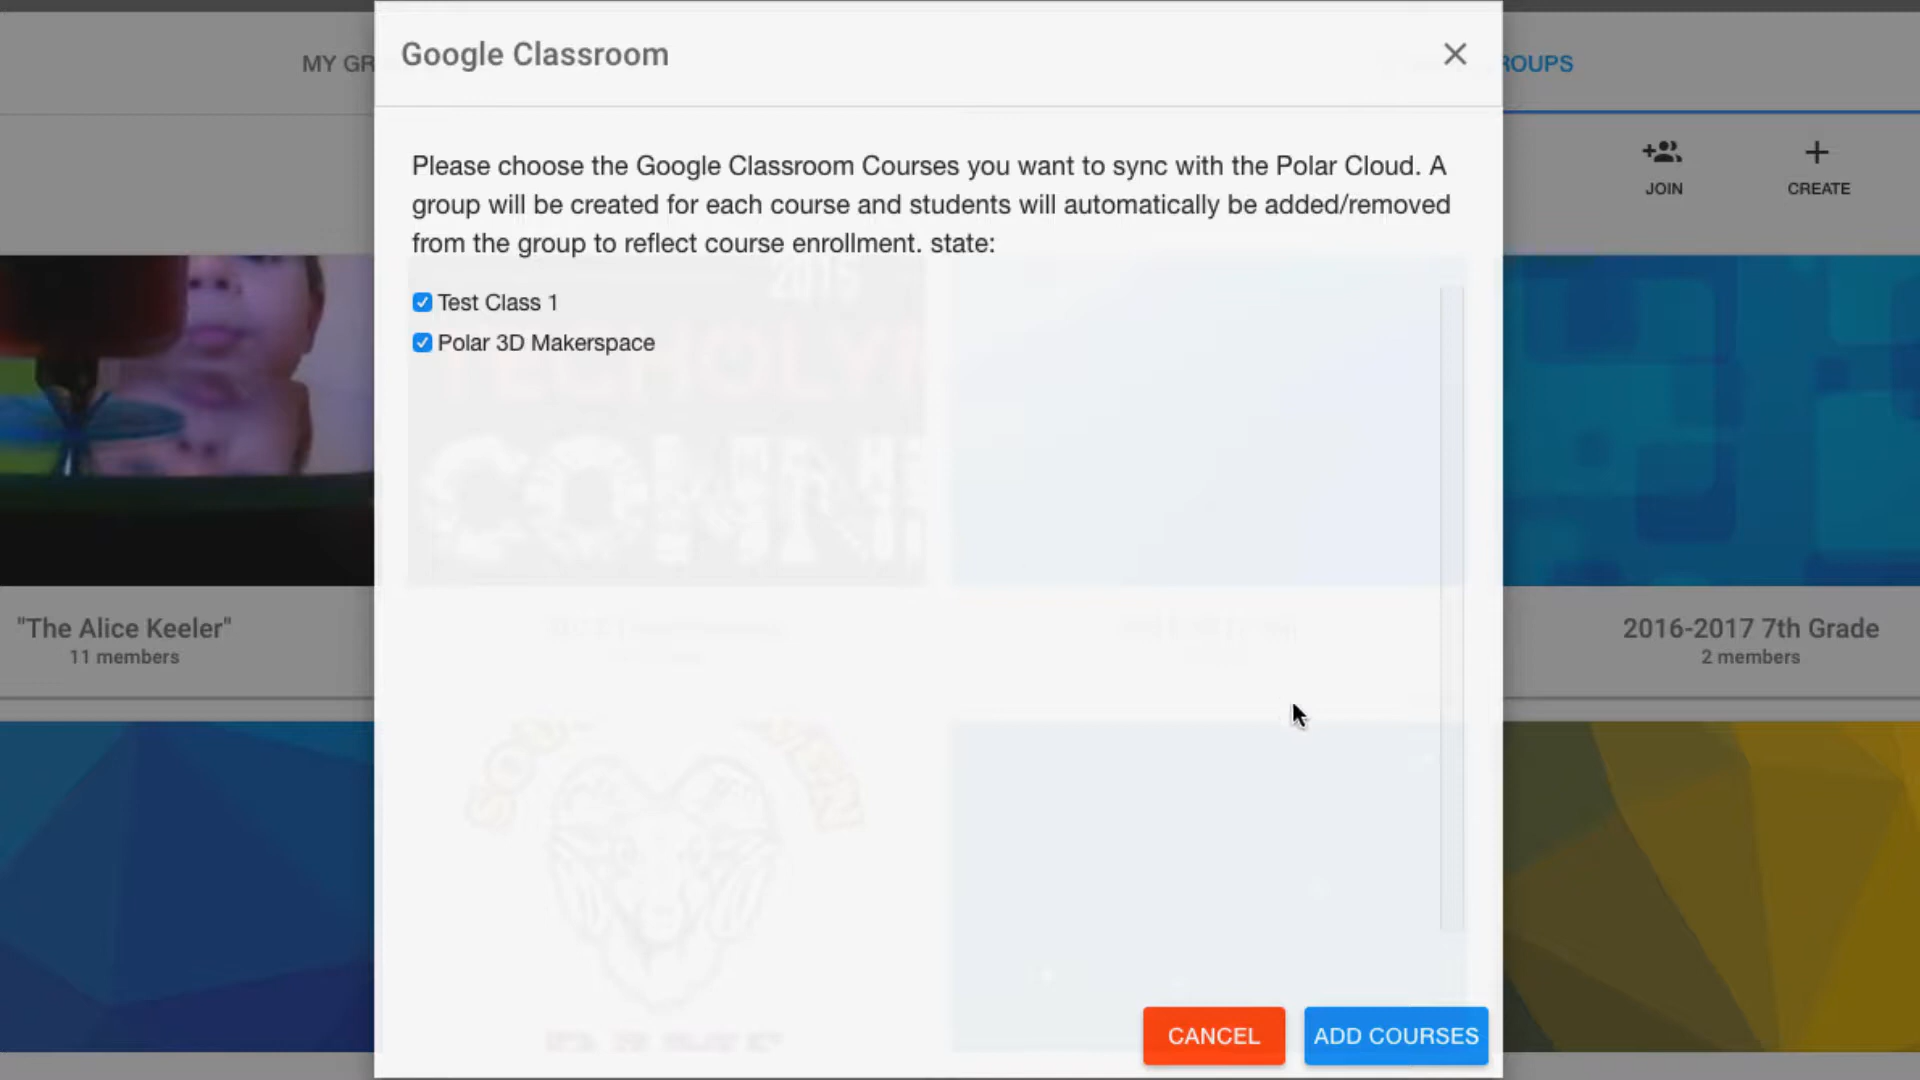 MY GR
Google Classroom
ROUPS
JOIN
CREATE
Please choose the Google Classroom Courses you want to sync with the Polar Cloud. A
group will be created for each course and students will automatically be added/removed
from the group to reflect course enrollment. state:
Test Class 1
Polar 3D Makerspace
2015
TECHOLY
CONN
"The Alice Keeler"
11 members
2016-2017 7th Grade
2 members
CANCEL
ADD COURSES